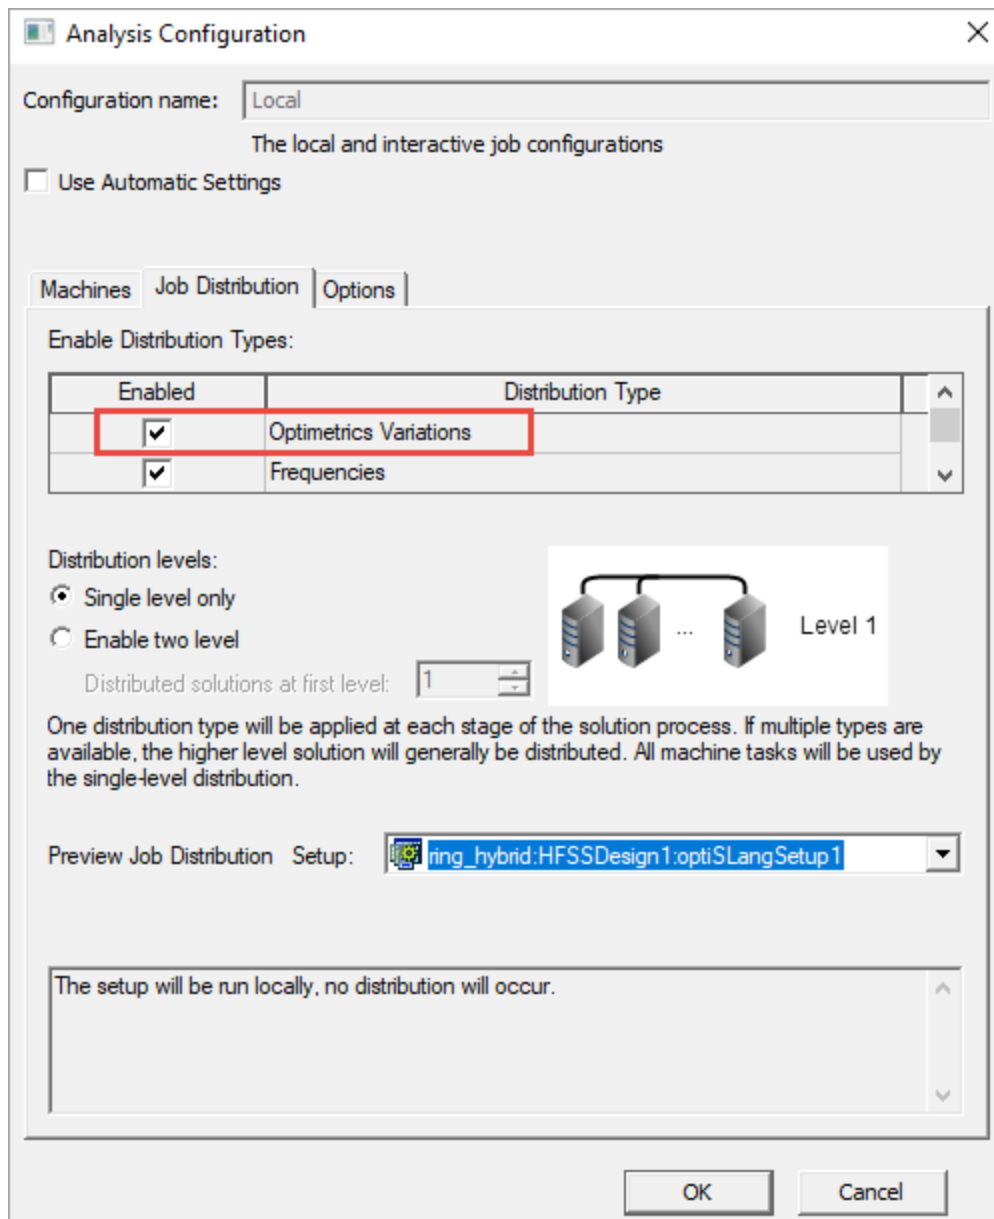 Analysis Configuration
Configuration name: Local
The local and interactive job configurations
Use Automatic Settings
Machines Job Distribution Options
Enable Distribution Types:
Enabled Distribution Type
Optimetrics Variations
Frequencies
Distribution levels:
Single level only
Enable two level
Distributed solutions at first level: 1
... Level 1
One distribution type will be applied at each stage of the solution process. If multiple types are
available, the higher level solution will generally be distributed. All machine tasks will be used by
the single-level distribution.
Preview Job Distribution Setup: ring_hybrid:HFSSDesign1:optiSLangSetup1
The setup will be run locally, no distribution will occur.
OK Cancel